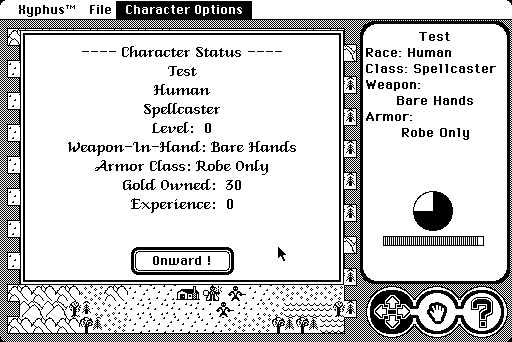 Xyphus™ File Character Options
---- Character Status ----
Test
Human
Spellcaster
Level: 0
Weapon-In-Hand: Bare Hands
Armor Class: Robe Only
Gold Owned: 30
Experience: 0
Onward !
Test
Race: Human
Class: Spellcaster
Weapon:
Bare Hands
Armor:
Robe Only
?